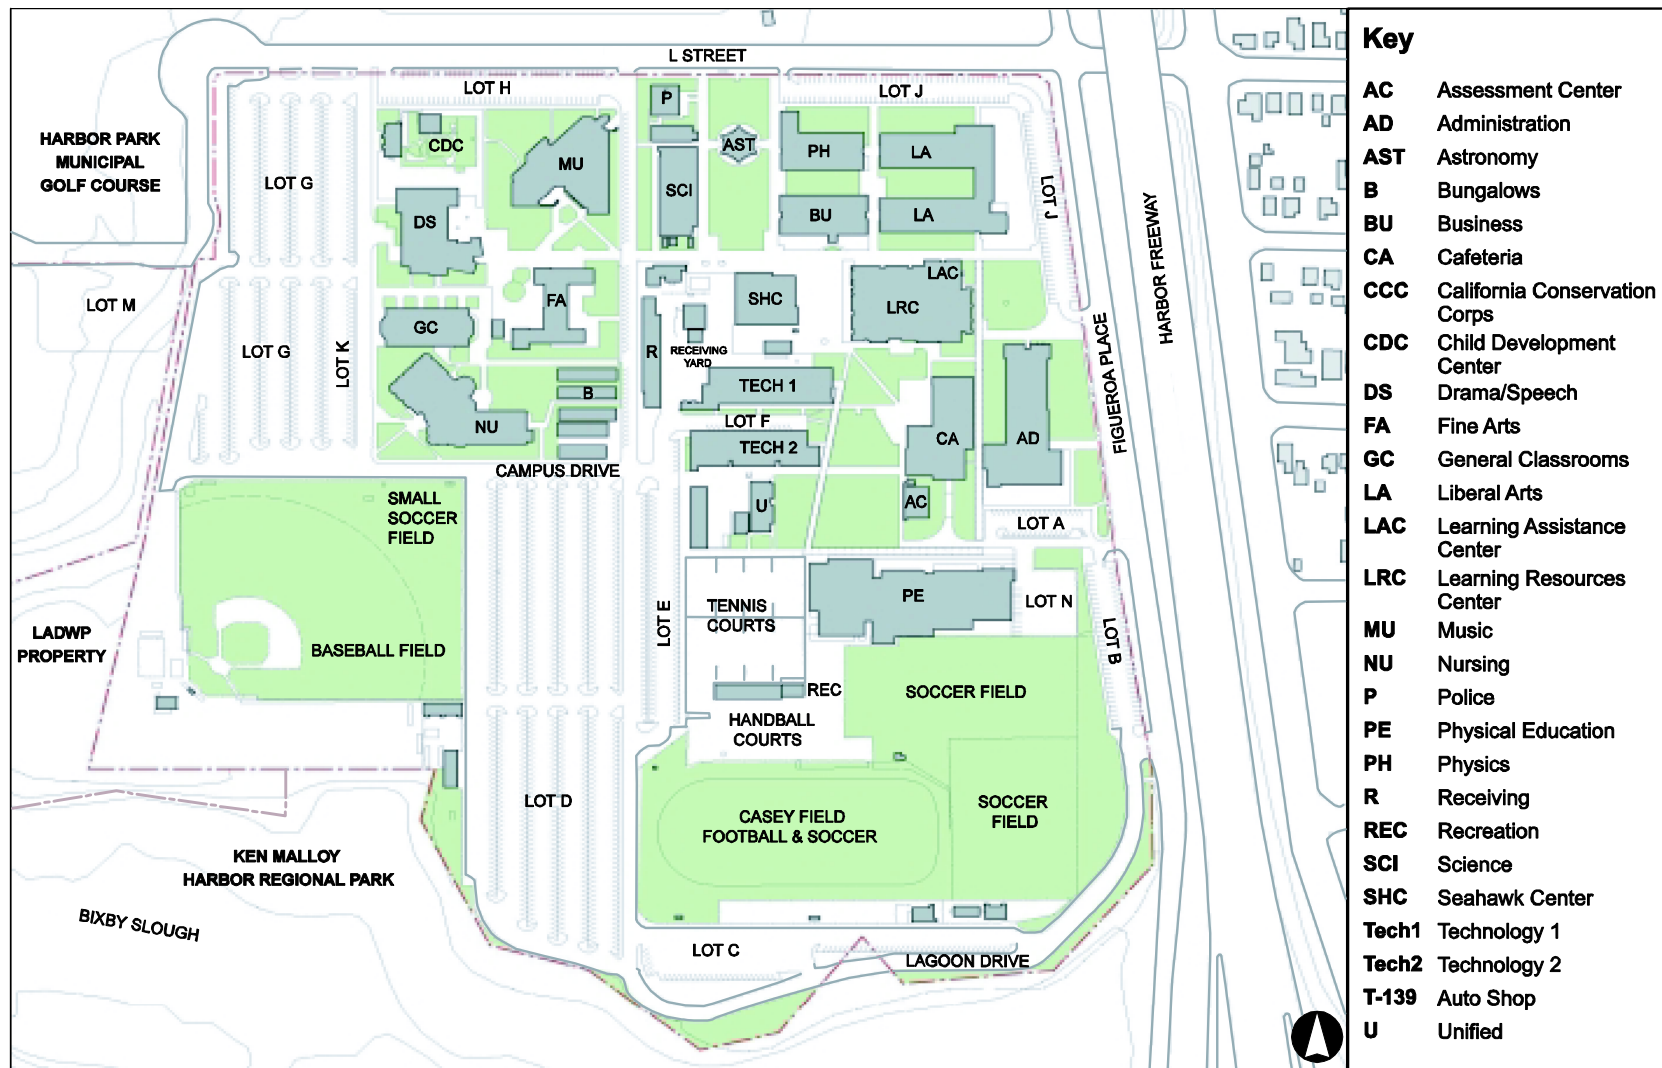 L STREET
LOT H
P
LOT J
HARBOR PARK
MUNICIPAL
GOLF COURSE
CDC
MU
AST
PH
LA
LOT G
SCI
LOT J
DS
BU
LA
HARBOR FREEWAY
LOT M
FA
SHC
LAC
LRC
GC
LOT G
LOT K
R
RECEIVING
YARD
FIGUEROA PLACE
B
TECH 1
NU
LOT F
TECH 2
CA
AD
CAMPUS DRIVE
SMALL
SOCCER
FIELD
U
AC
LOT A
LOT E
TENNIS
COURTS
PE
LOT N
LOT B
LADWP
PROPERTY
BASEBALL FIELD
REC
SOCCER FIELD
HANDBALL
COURTS
LOT D
CASEY FIELD
FOOTBALL & SOCCER
SOCCER
FIELD
KEN MALLOY
HARBOR REGIONAL PARK
BIXBY SLOUGH
LOT C
LAGOON DRIVE
Key
AC Assessment Center
AD Administration
AST Astronomy
B Bungalows
BU Business
CA Cafeteria
CCC California Conservation
Corps
CDC Child Development
Center
DS Drama/Speech
FA Fine Arts
GC General Classrooms
LA Liberal Arts
LAC Learning Assistance
Center
LRC Learning Resources
Center
MU Music
NU Nursing
P Police
PE Physical Education
PH Physics
R Receiving
REC Recreation
SCI Science
SHC Seahawk Center
Tech1 Technology 1
Tech2 Technology 2
T-139 Auto Shop
U Unified